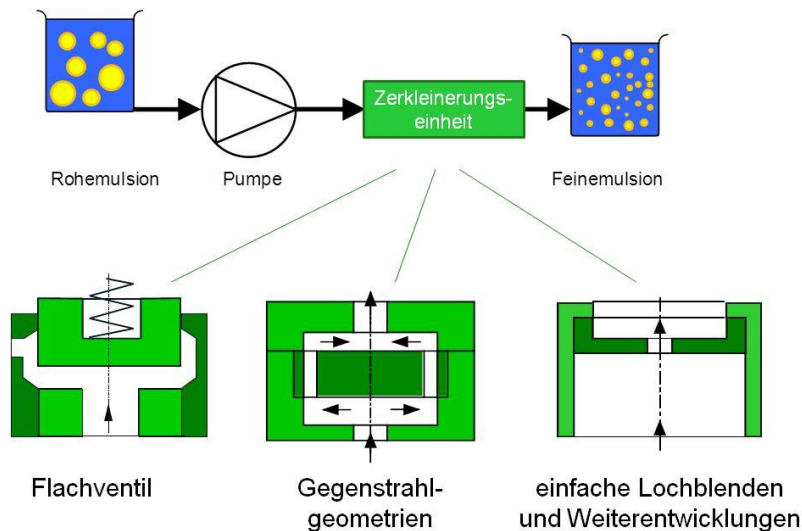 Zerkleinerungs-
einheit
Rohemulsion
Pumpe
Feinemulsion
Flachventil
Gegenstrahl-
geometrien
einfache Lochblenden
und Weiterentwicklungen